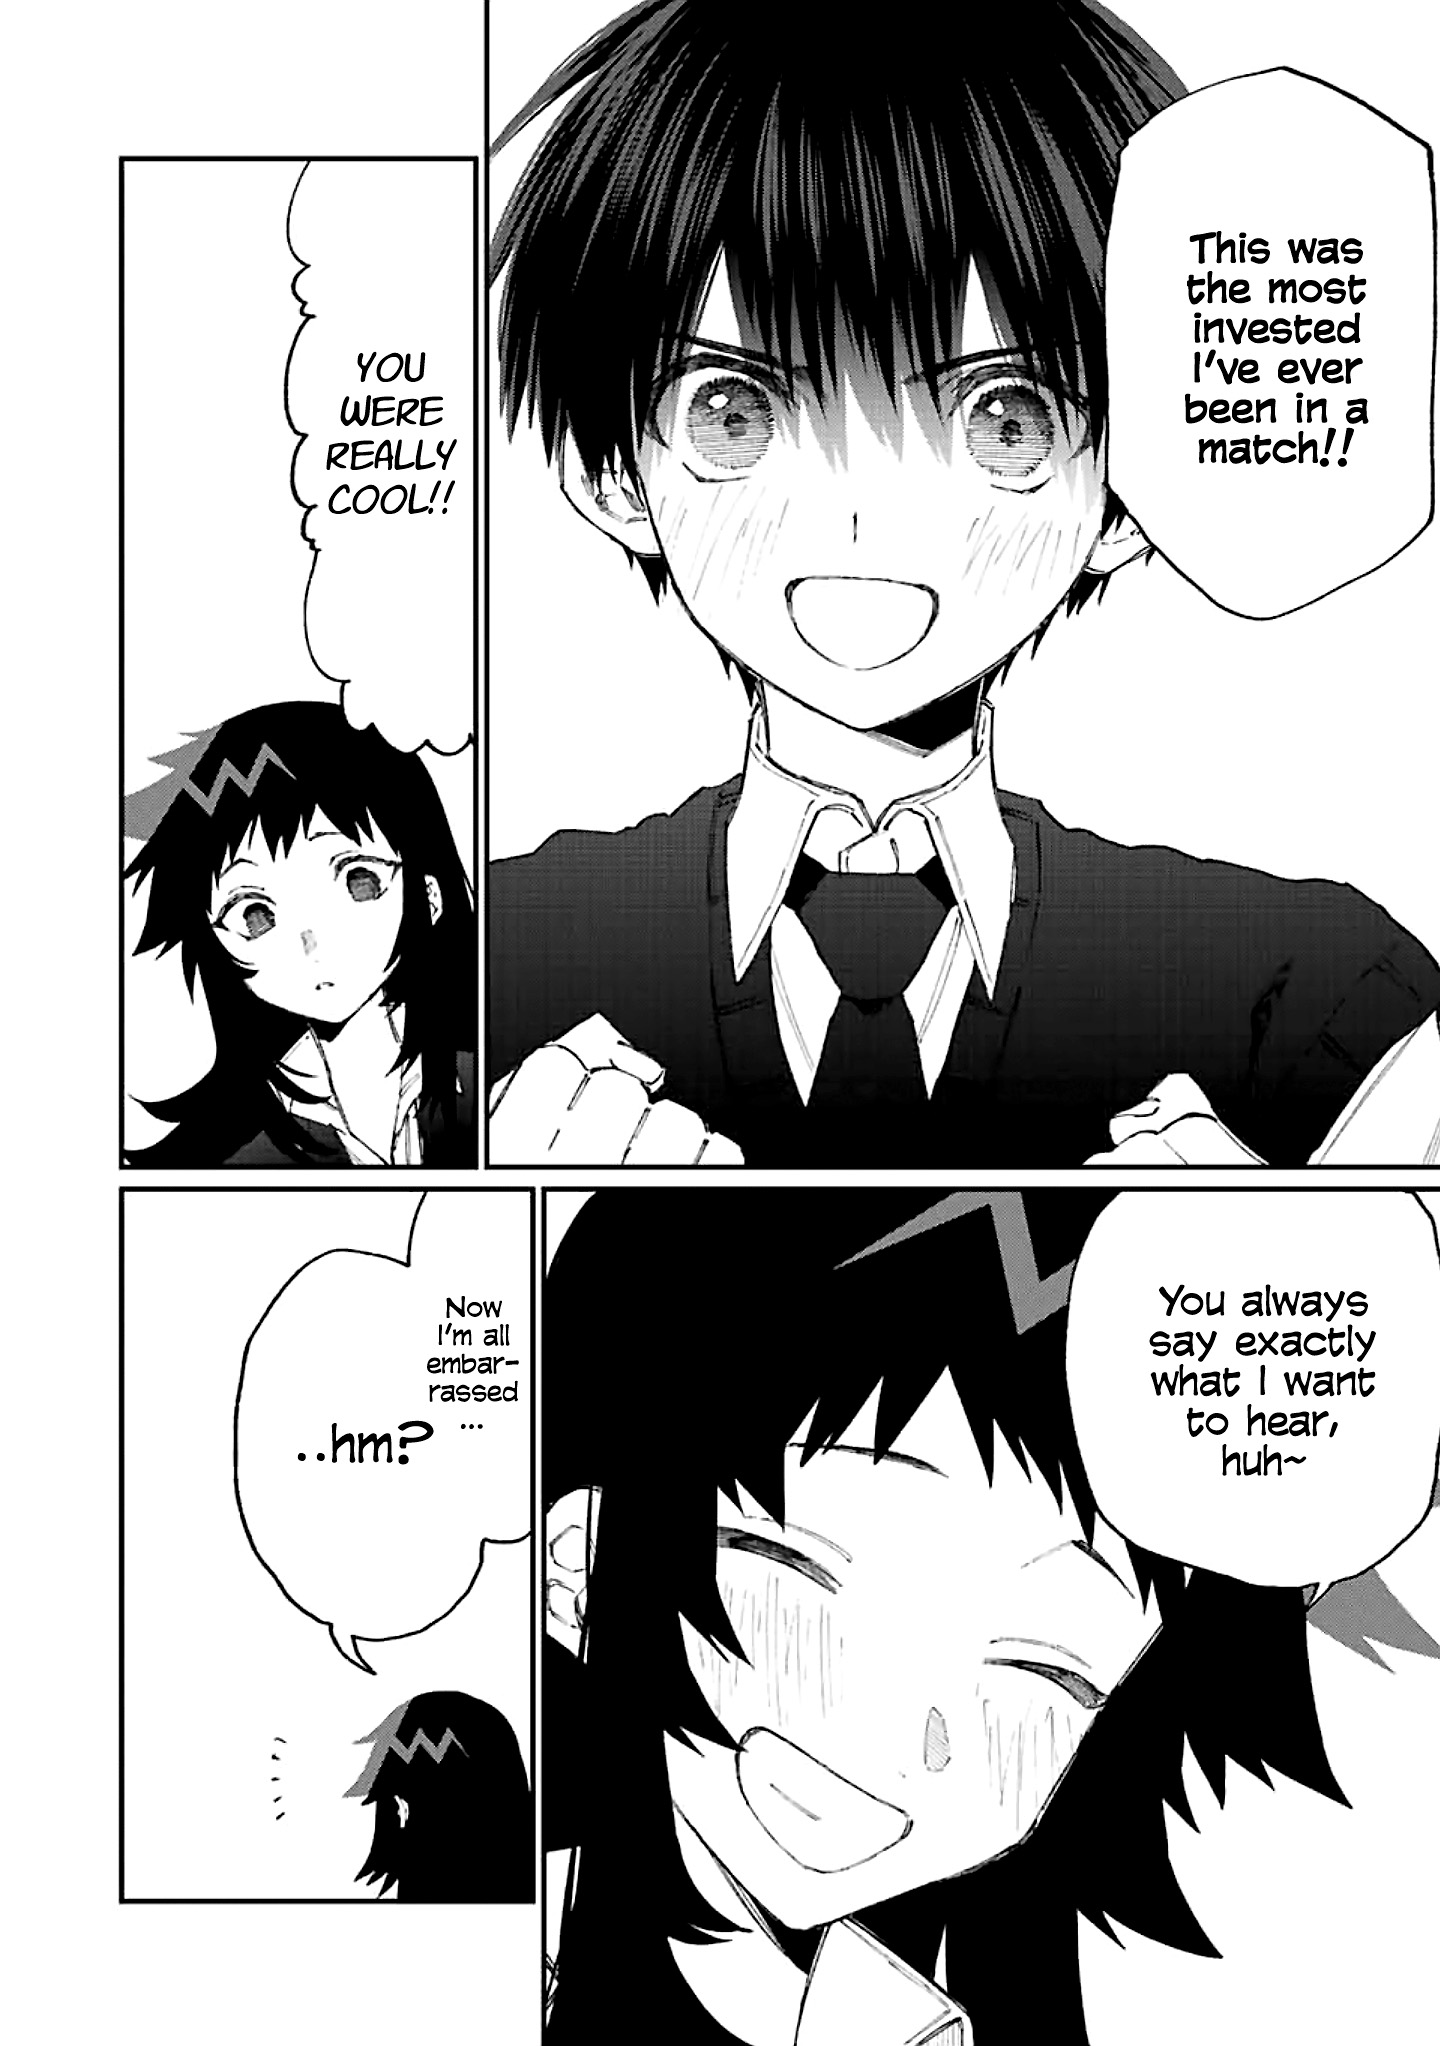 This was
the most
invested
I've ever
been in a
match!!
YOU
WERE
REALLY
COOL!!
You always
say exactly
what I want
to hear,
huh~
Now
I'm all
embar-
rassed
...
..hm?